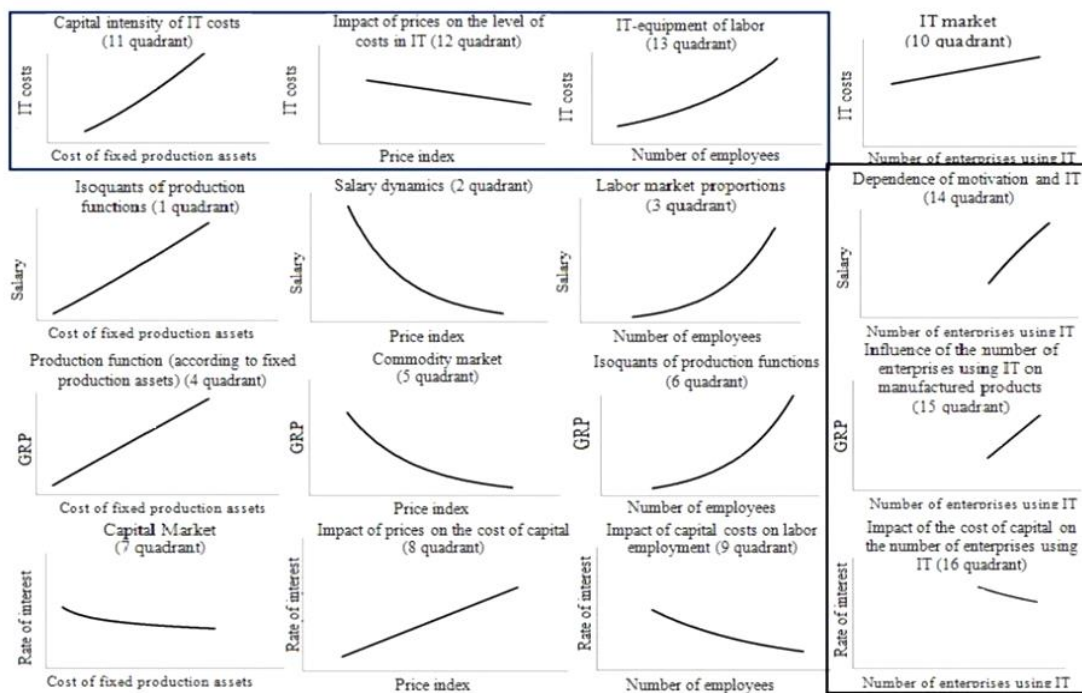 Capital intensity of IT costs
(11 quadrant)
IT costs
Cost of fixed production assets
Impact of prices on the level of
costs in IT (12 quadrant)
IT costs
Price index
IT-equipment of labor
(13 quadrant)
IT costs
Number of employees
IT market
(10 quadrant)
IT costs
Number of enterprises using IT
Isoquants of production
functions (1 quadrant)
Salary
Cost of fixed production assets
Salary dynamics (2 quadrant)
Salary
Price index
Labor market proportions
(3 quadrant)
Salary
Number of employees
Dependence of motivation and IT
(14 quadrant)
Salary
Number of enterprises using IT
Production function (according to fixed
production assets) (4 quadrant)
GRP
Cost of fixed production assets
Commodity market
(5 quadrant)
GRP
Price index
Isoquants of production functions
(6 quadrant)
GRP
Number of employees
Influence of the number of
enterprises using IT on
manufactured products
(15 quadrant)
GRP
Number of enterprises using IT
Capital Market
(7 quadrant)
Rate of interest
Cost of fixed production assets
Impact of prices on the cost of capital
(8 quadrant)
Rate of interest
Price index
Impact of capital costs on labor
employment (9 quadrant)
Rate of interest
Number of employees
Impact of the cost of capital on
the number of enterprises using
IT (16 quadrant)
Rate of interest
Number of enterprises using IT